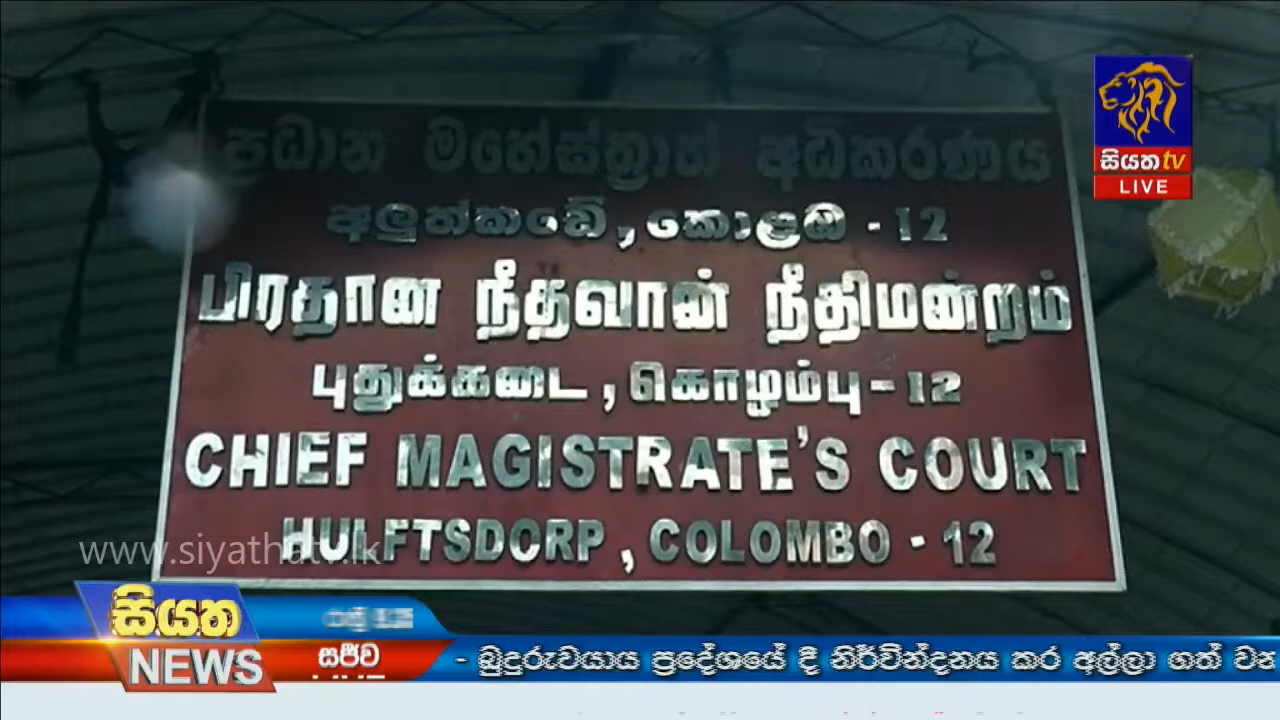 ප්‍රධාන මහේස්ත්‍රාත් අධිකරණය
අලුත්කඩේ, කොළඹ - 12
பிரதான நீதவான் நீதிமன்றம்
புதுக்கடை, கொழம்பு - 12
CHIEF MAGISTRATE'S COURT
HULFTSDORP, COLOMBO - 12
සියත tv
LIVE
www.siyathatv.lk
සියත
NEWS
සජීව
- බුදුරුවයාය ප්‍රදේශයේ දී නිර්වින්දනය කර අල්ලා ගත් වන